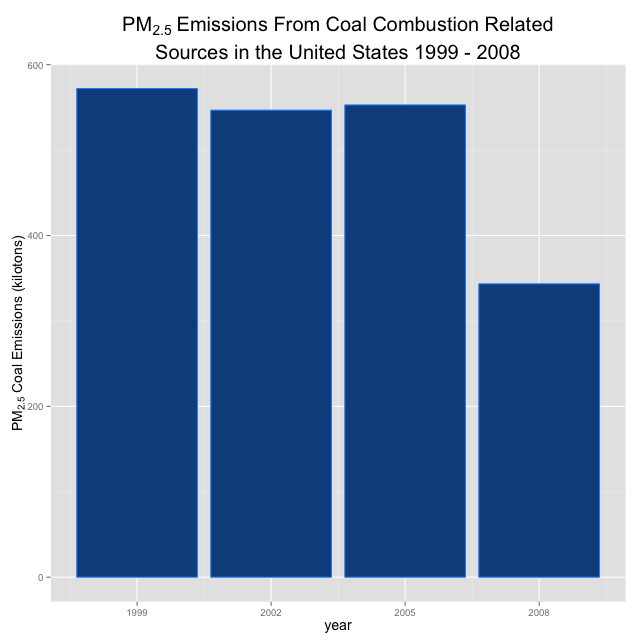 PM2.5 Emissions From Coal Combustion Related
Sources in the United States 1999 - 2008
PM2.5 Coal Emissions (kilotons)
600
400
200
0
1999 2002 2005 2008
year